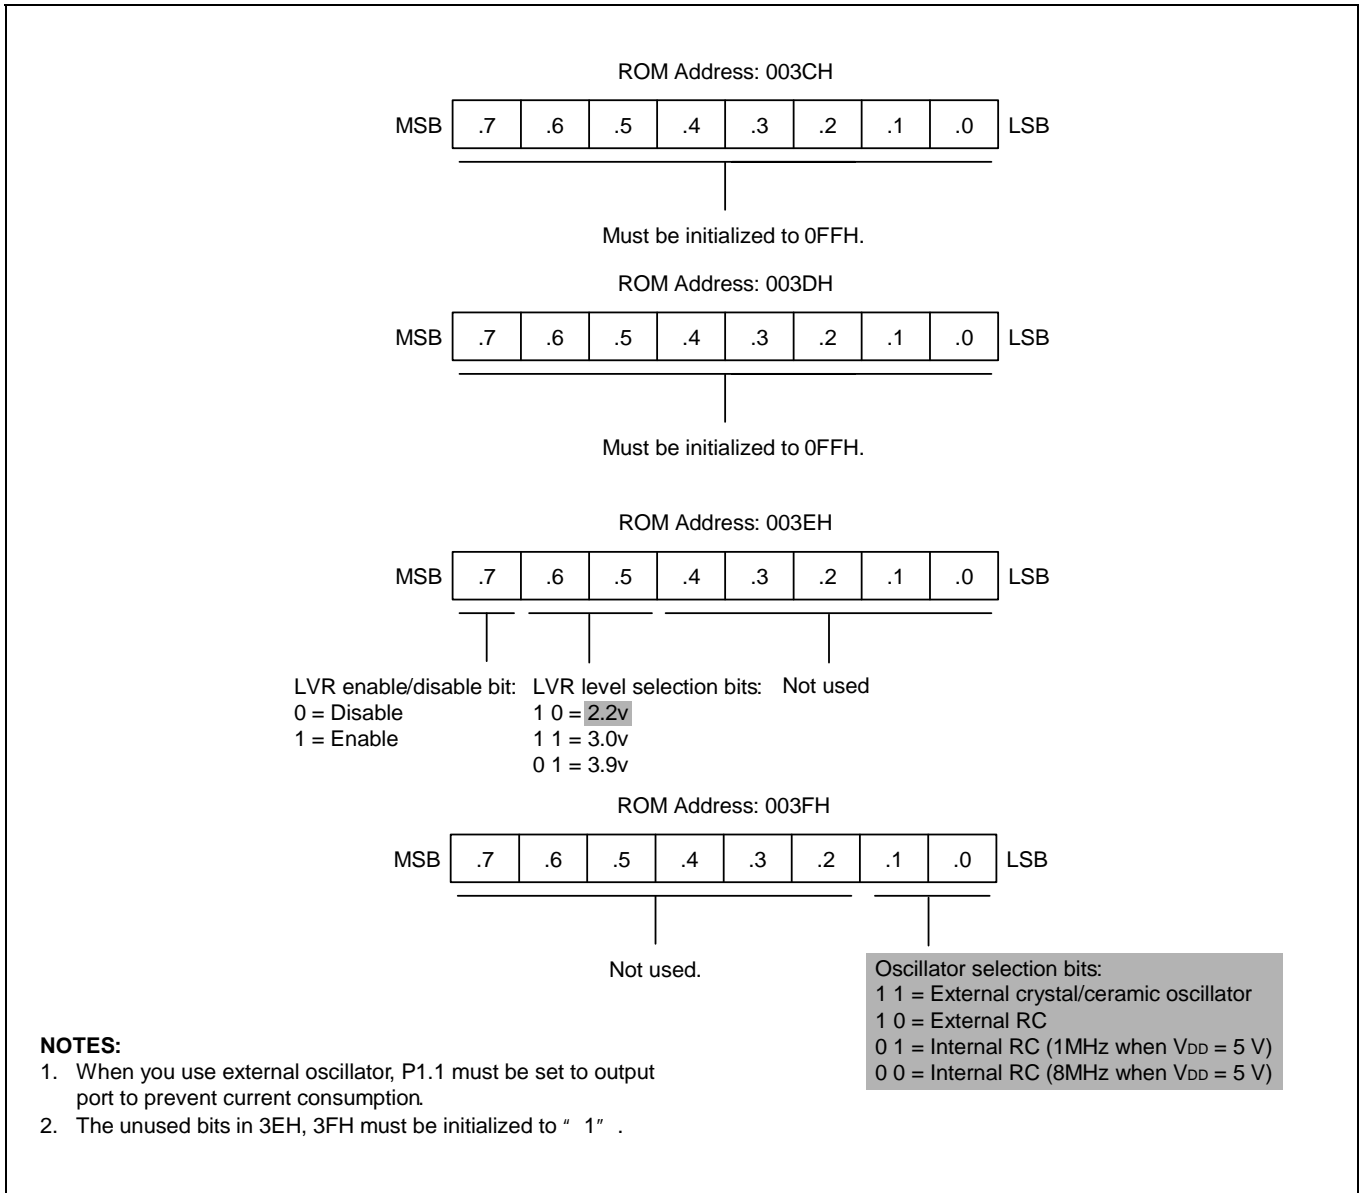 ROM Address: 003CH
MSB .7 .6 .5 .4 .3 .2 .1 .0 LSB
Must be initialized to 0FFH.
ROM Address: 003DH
MSB .7 .6 .5 .4 .3 .2 .1 .0 LSB
Must be initialized to 0FFH.
ROM Address: 003EH
MSB .7 .6 .5 .4 .3 .2 .1 .0 LSB
LVR enable/disable bit:
0 = Disable
1 = Enable
LVR level selection bits:
1 0 = 2.2v
1 1 = 3.0v
0 1 = 3.9v
Not used
ROM Address: 003FH
MSB .7 .6 .5 .4 .3 .2 .1 .0 LSB
Not used.
Oscillator selection bits:
1 1 = External crystal/ceramic oscillator
1 0 = External RC
0 1 = Internal RC (1MHz when VDD = 5 V)
0 0 = Internal RC (8MHz when VDD = 5 V)
NOTES:
1. When you use external oscillator, P1.1 must be set to output
port to prevent current consumption.
2. The unused bits in 3EH, 3FH must be initialized to “ 1” .